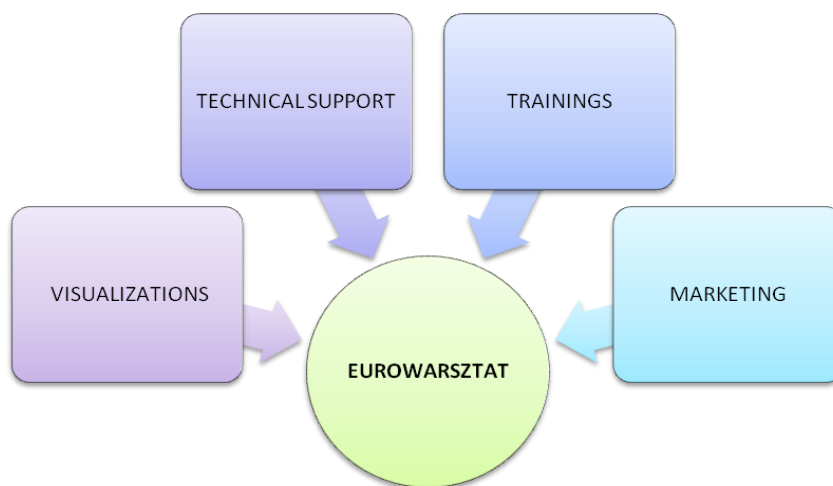 TECHNICAL SUPPORT
TRAININGS
VISUALIZATIONS
MARKETING
EUROWARSZTAT